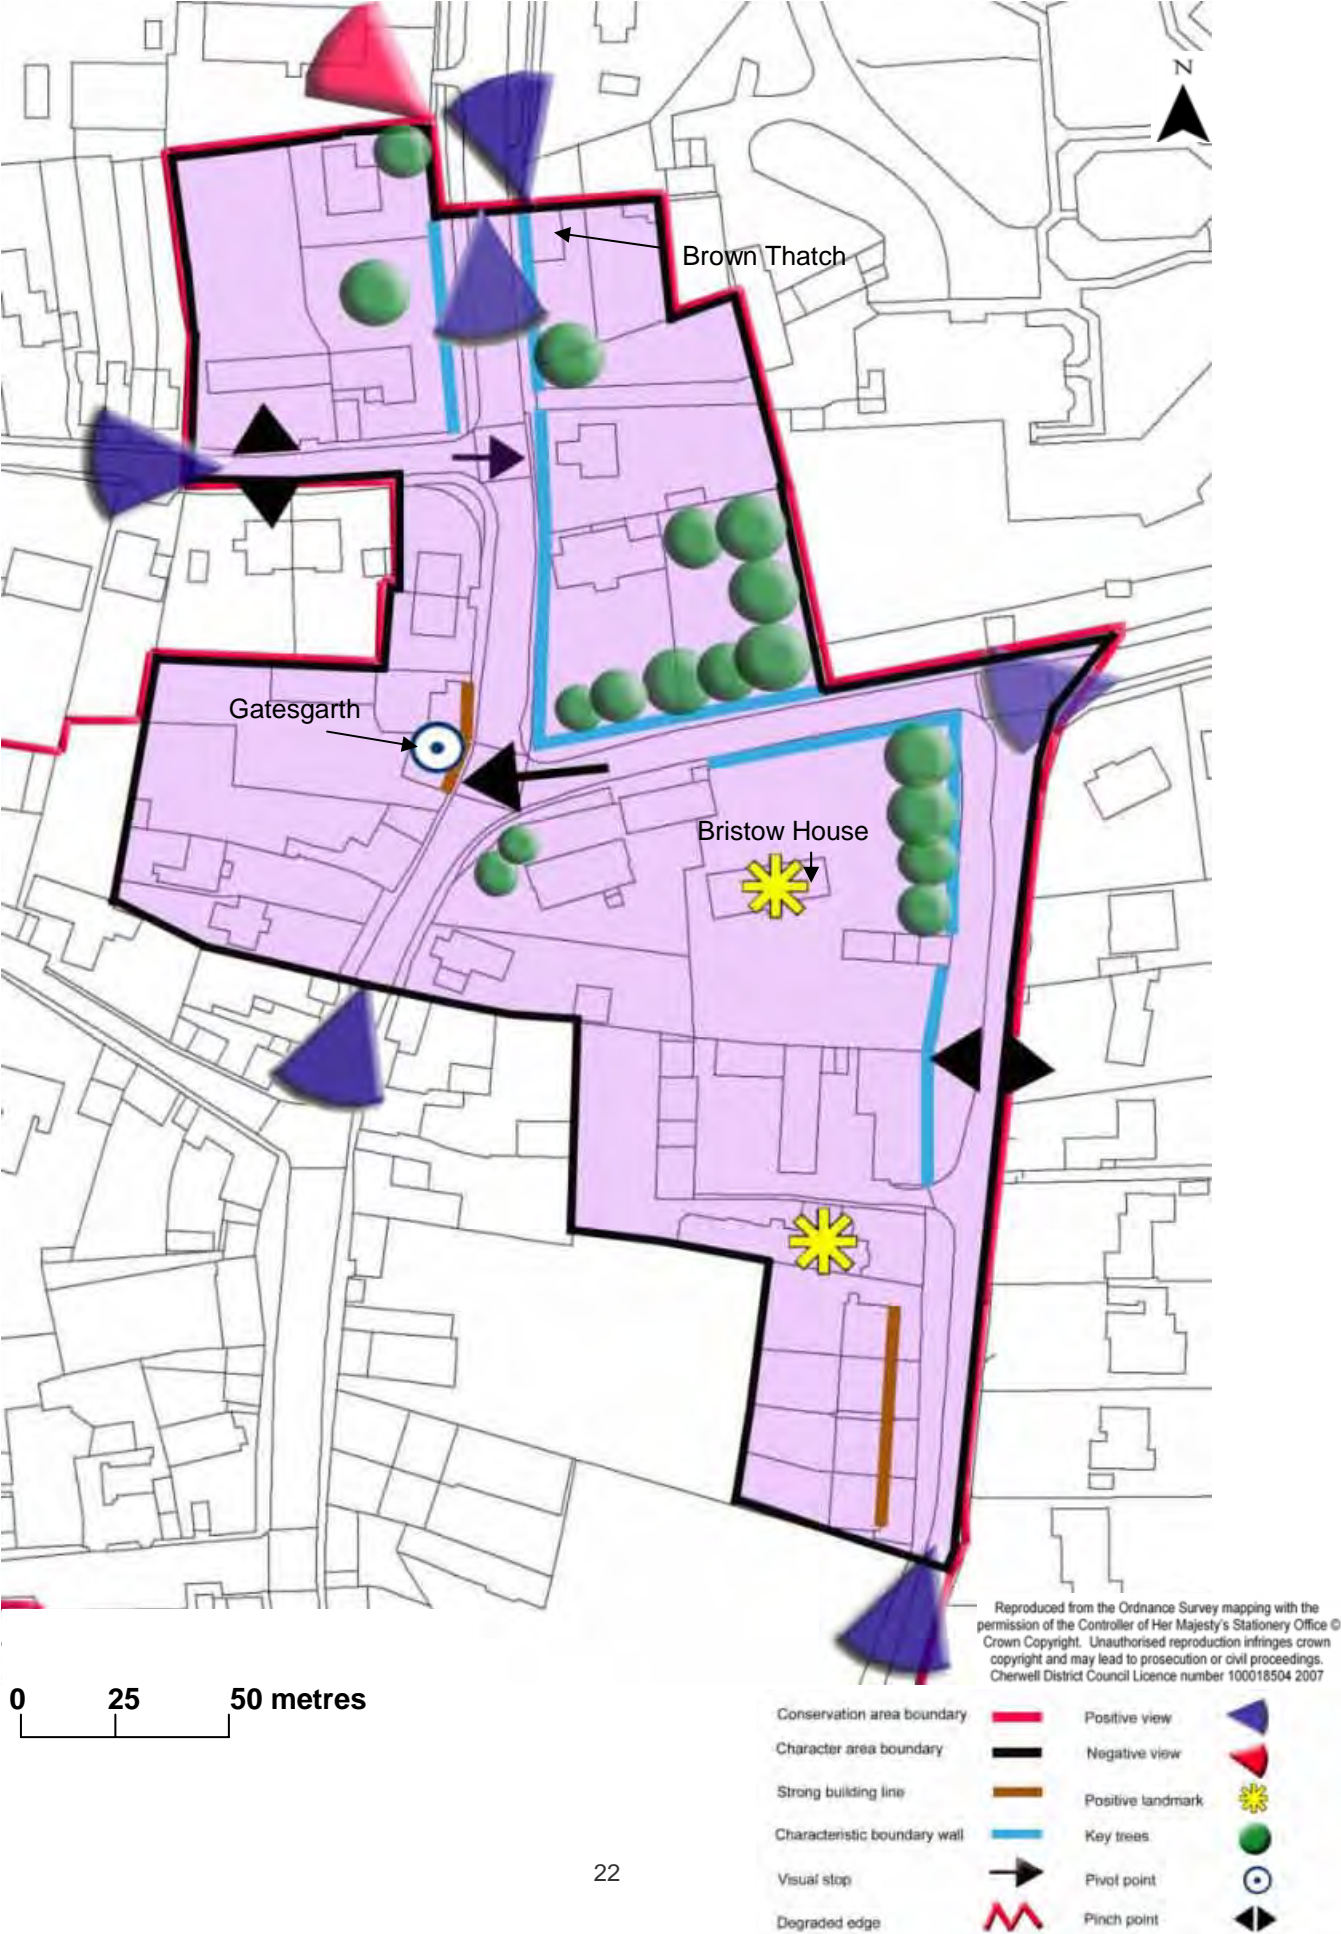 N
Brown Thatch
Gatesgarth
Bristow House
Reproduced from the Ordnance Survey mapping with the
permission of the Controller of Her Majesty's Stationery Office ©
Crown Copyright. Unauthorised reproduction infringes crown
copyright and may lead to prosecution or civil proceedings.
Cherwell District Council Licence number 100018504 2007
0 25 50 metres
Conservation area boundary
Positive view
Character area boundary
Negative view
Strong building line
Positive landmark
Characteristic boundary wall
Key trees
Visual stop
Pivot point
Degraded edge
Pinch point
22